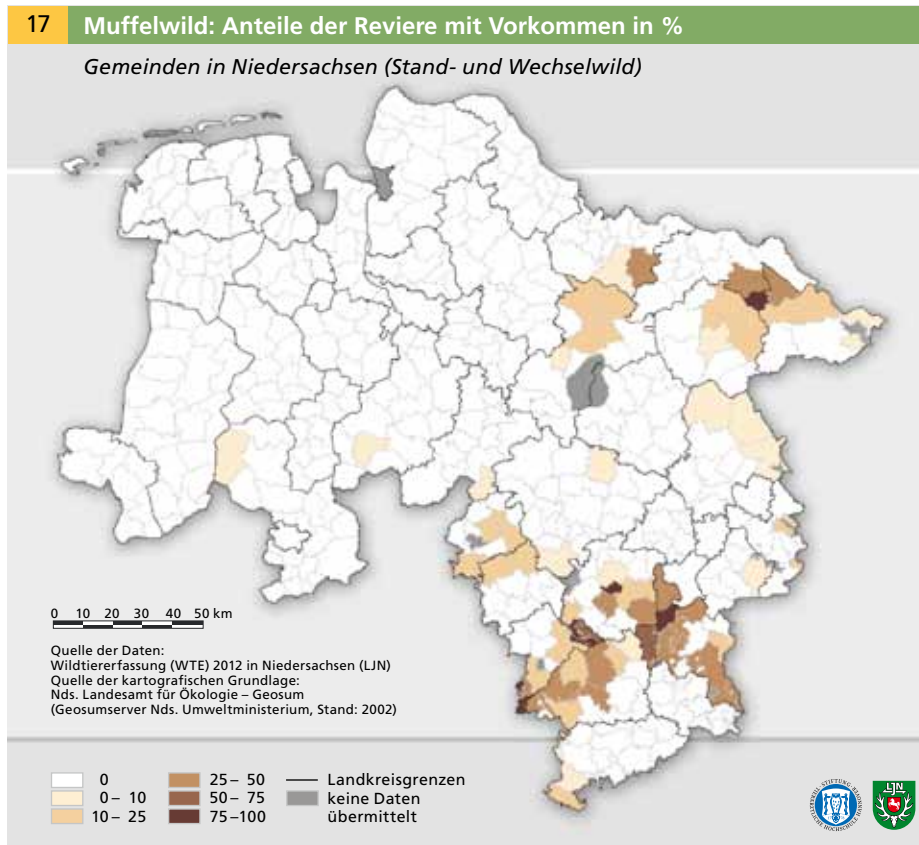 17 Muffelwild: Anteile der Reviere mit Vorkommen in %
Gemeinden in Niedersachsen (Stand- und Wechselwild)
0 10 20 30 40 50 km
Quelle der Daten:
Wildtiererfassung (WTE) 2012 in Niedersachsen (LJN)
Quelle der kartografischen Grundlage:
Nds. Landesamt für Ökologie – Geosum
(Geosumserver Nds. Umweltministerium, Stand: 2002)
0
0 – 10
10 – 25
25 – 50
50 – 75
75 –100
Landkreisgrenzen
keine Daten
übermittelt
LJN